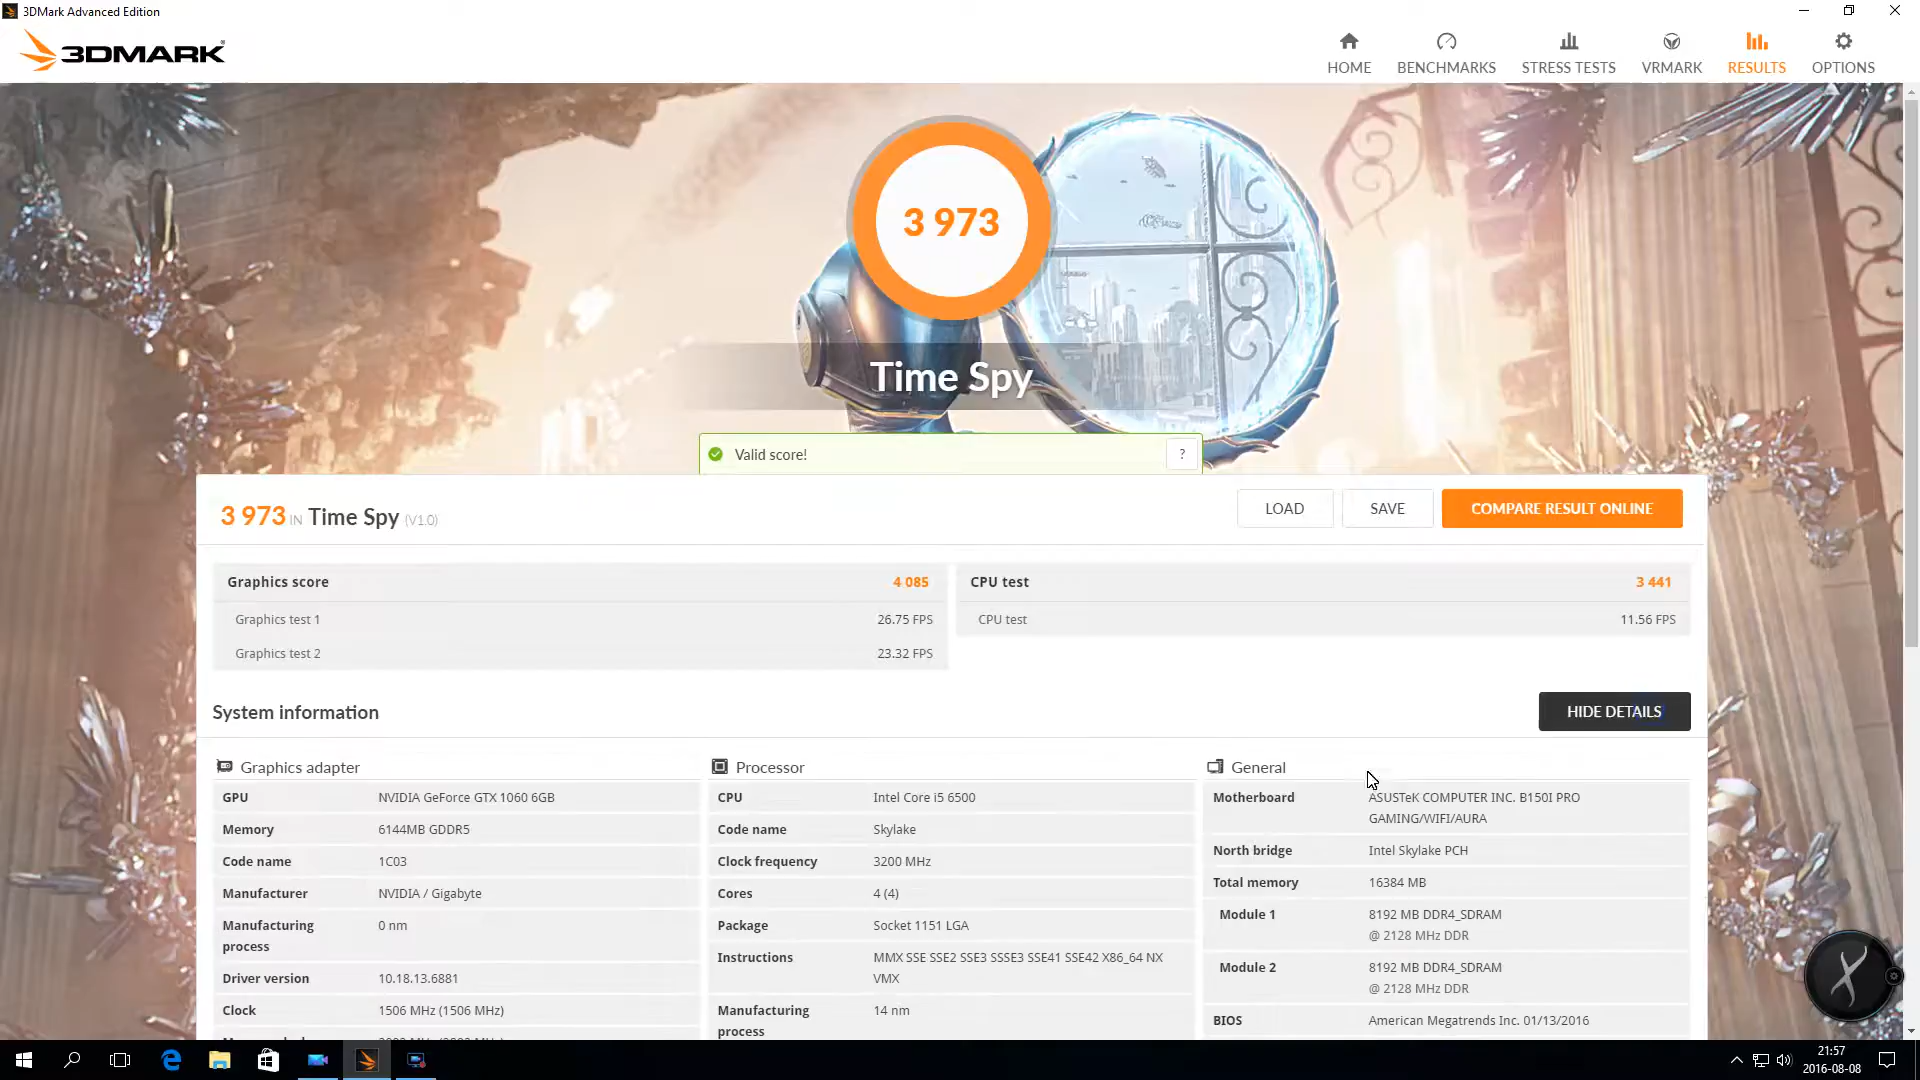 3DMark Advanced Edition
3DMARK
HOME
BENCHMARKS
STRESS TESTS
VRMARK
RESULTS
OPTIONS
3 973
Time Spy
Valid score!
?
3 973 IN Time Spy (V1.0)
LOAD
SAVE
COMPARE RESULT ONLINE
Graphics score 4 085
Graphics test 1 26.75 FPS
Graphics test 2 23.32 FPS
CPU test 3 441
CPU test 11.56 FPS
System information
HIDE DETAILS
Graphics adapter
GPU NVIDIA GeForce GTX 1060 6GB
Memory 6144MB GDDR5
Code name 1C03
Manufacturer NVIDIA / Gigabyte
Manufacturing 0 nm
process
Driver version 10.18.13.6881
Clock 1506 MHz (1506 MHz)
Processor
CPU Intel Core i5 6500
Code name Skylake
Clock frequency 3200 MHz
Cores 4 (4)
Package Socket 1151 LGA
Instructions MMX SSE SSE2 SSE3 SSSE3 SSE41 SSE42 X86_64 NX
VMX
Manufacturing 14 nm
process
General
Motherboard ASUSTeK COMPUTER INC. B150I PRO
GAMING/WIFI/AURA
North bridge Intel Skylake PCH
Total memory 16384 MB
Module 1 8192 MB DDR4_SDRAM
@ 2128 MHz DDR
Module 2 8192 MB DDR4_SDRAM
@ 2128 MHz DDR
BIOS American Megatrends Inc. 01/13/2016
21:57
2016-08-08